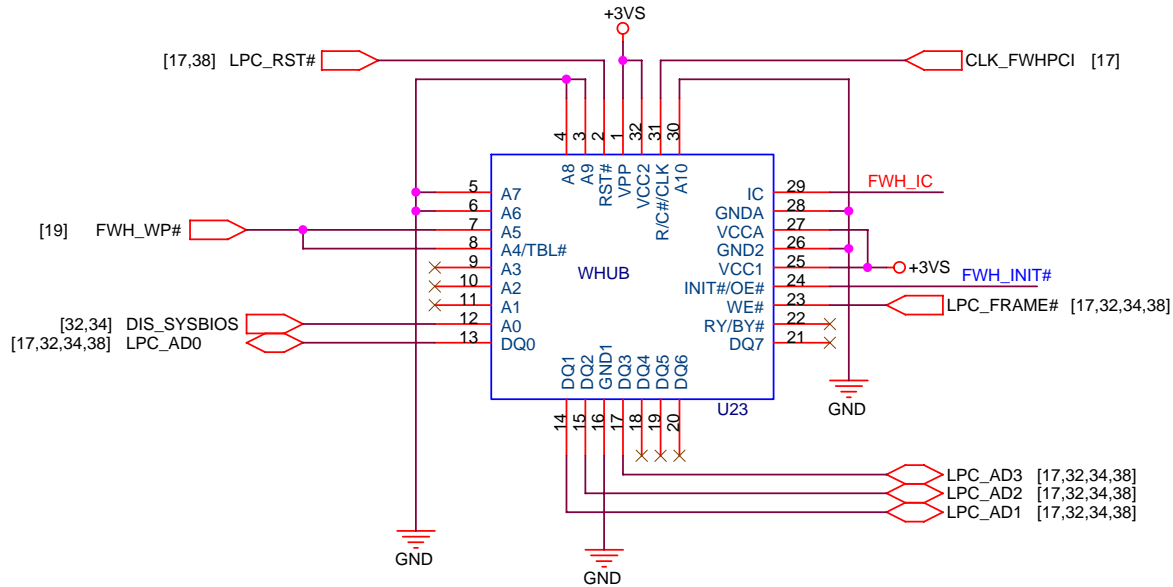 +3VS
[17,38] LPC_RST#
CLK_FWHPCI [17]
4 3 2 1 32 31 30
A8 A9 RST# VPP VCC2 R/C#/CLK A10
5 A7 IC 29 FWH_IC
6 A6 GNDA 28
[19] FWH_WP# 7 A5 VCCA 27
8 A4/TBL# GND2 26
9 A3 WHUB VCC1 25 +3VS
10 A2 INIT#/OE# 24 FWH_INIT#
11 A1 WE# 23 LPC_FRAME# [17,32,34,38]
[32,34] DIS_SYSBIOS 12 A0 RY/BY# 22
[17,32,34,38] LPC_AD0 13 DQ0 DQ7 21
DQ1 DQ2 GND1 DQ3 DQ4 DQ5 DQ6
U23
GND
14 15 16 17 18 19 20
LPC_AD3 [17,32,34,38]
LPC_AD2 [17,32,34,38]
LPC_AD1 [17,32,34,38]
GND
GND